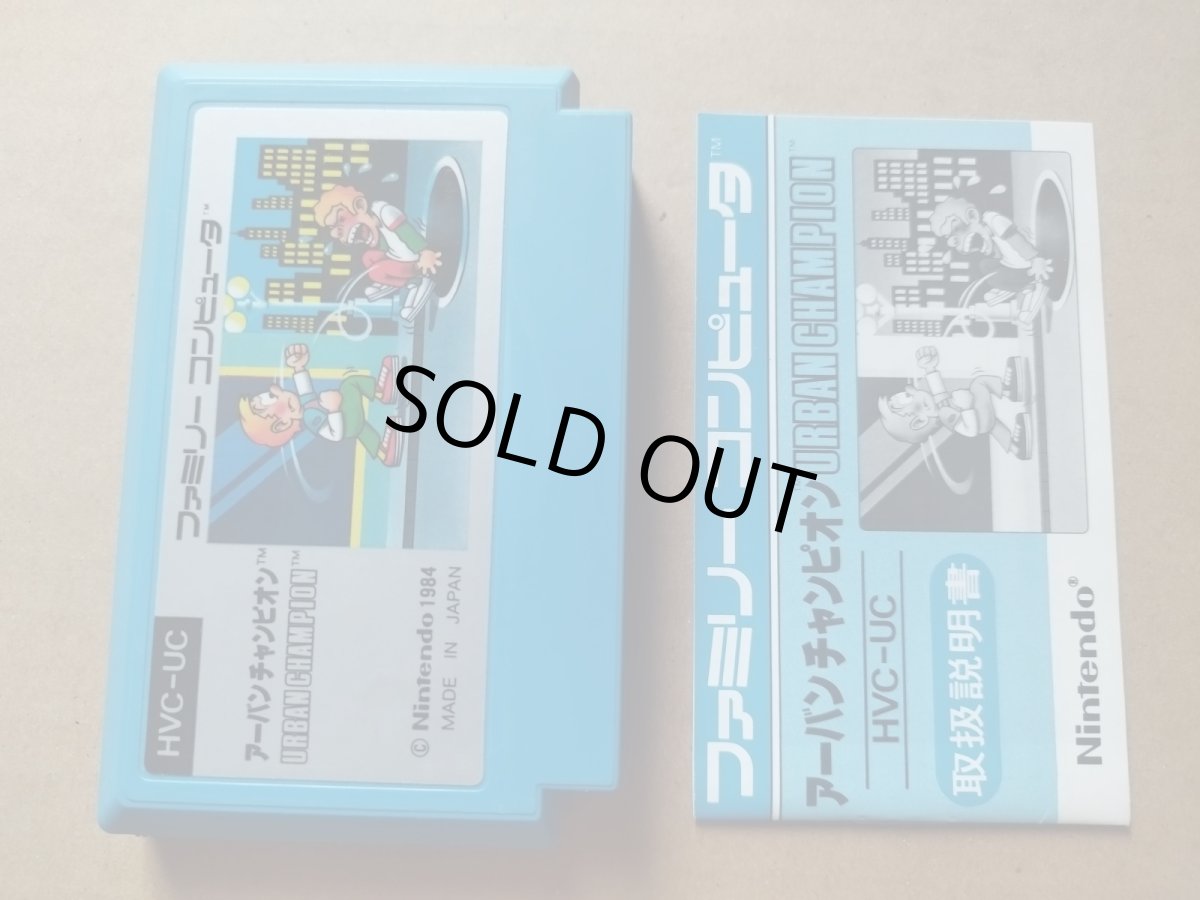 ファミリー コンピュータ™
HVC-UC
アーバン チャンピオン™
URBAN CHAMPION™
© Nintendo 1984
MADE IN JAPAN
SOLD OUT
ファミリーコンピュータ™
アーバン チャンピオン URBAN CHAMPION™
HVC-UC
取扱説明書
Nintendo®